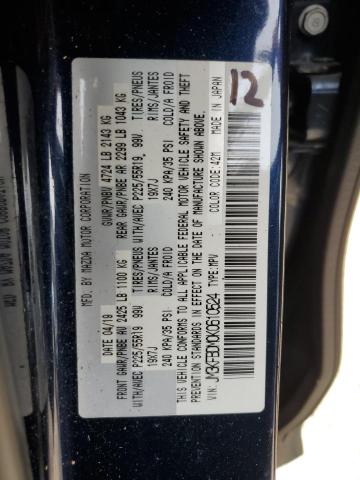 12
MFD. BY MAZDA MOTOR CORPORATION
MADE IN JAPAN
DATE 04/19
GVWR/PNBV 4724 LB 2143 KG
FRONT GAWR/PNBE AV 2425 LB 1100 KG
REAR GAWR/PNBE AR 2299 LB 1043 KG
WITH/AVEC P225/55R19 99V TIRES/PNEUS
WITH/AVEC P225/55R19 99V TIRES/PNEUS
19X7J RIMS/JANTES
19X7J RIMS/JANTES
240 KPA/35 PSI COLD/A FROID
240 KPA/35 PSI COLD/A FROID
THIS VEHICLE CONFORMS TO ALL APPLICABLE FEDERAL MOTOR VEHICLE SAFETY AND THEFT
PREVENTION STANDARDS IN EFFECT ON THE DATE OF MANUFACTURE SHOWN ABOVE.
TYPE:MPV
COLOR CODE:42M